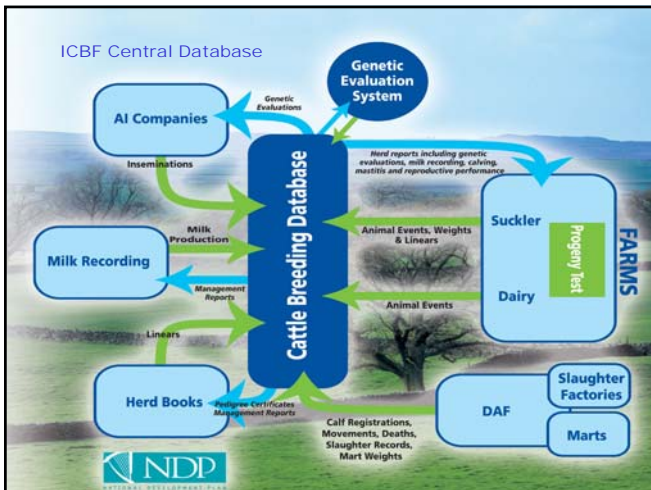 ICBF Central Database
Genetic
Evaluation
System
AI Companies
Genetic
Evaluations
Inseminations
Herd reports including genetic
evaluations, milk recording, calving,
mastitis and reproductive performance
Cattle Breeding Database
Milk
Production
Milk Recording
Management
Reports
Animal Events, Weights
& Linears
Animal Events
Suckler
Dairy
Progeny Test
FARMS
Linears
Herd Books
Pedigree Certificates
Management Reports
Calf Registrations,
Movements, Deaths,
Slaughter Records,
Mart Weights
DAF
Slaughter
Factories
Marts
NDP
NATIONAL DEVELOPMENT PLAN